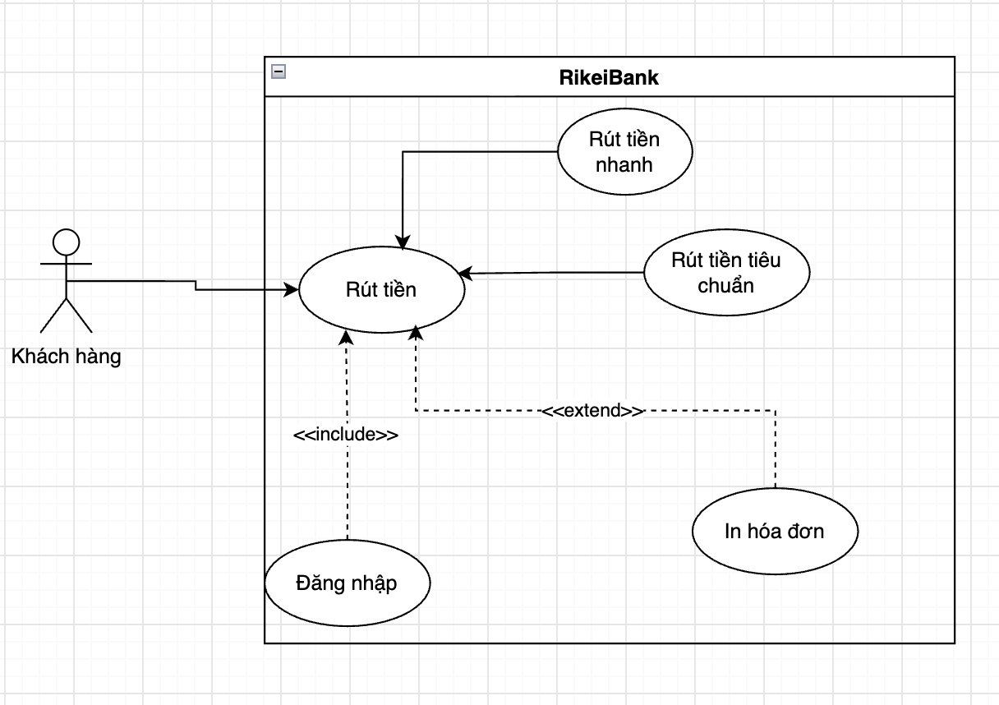 RikeiBank
Rút tiền
nhanh
Rút tiền tiêu
chuẩn
Rút tiền
Khách hàng
<<extend>>
<<include>>
In hóa đơn
Đăng nhập